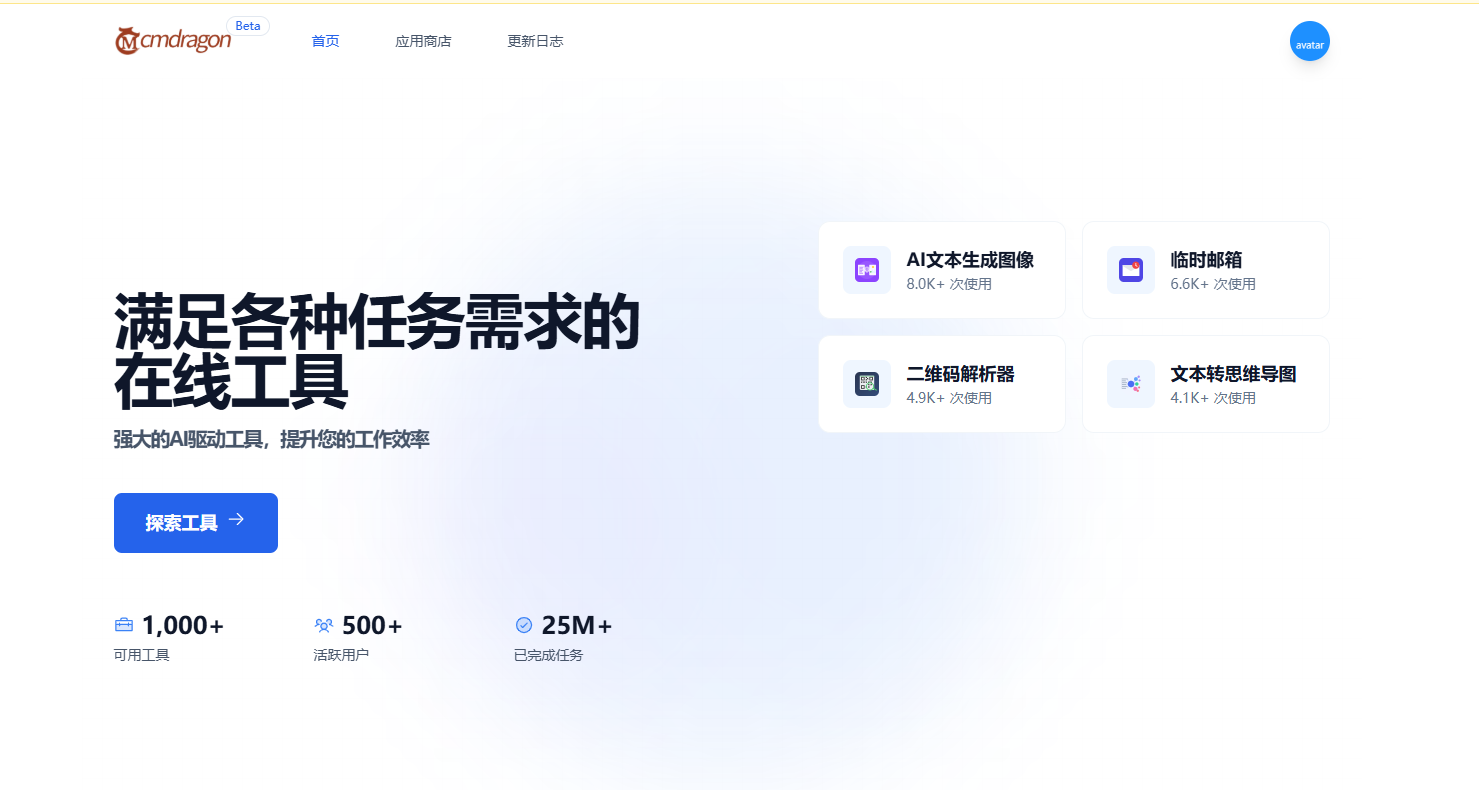 cmdragon
Beta
首页
应用商店
更新日志
avatar
满足各种任务需求的
在线工具
强大的AI驱动工具，提升您的工作效率
探索工具
1,000+
可用工具
500+
活跃用户
25M+
已完成任务
AI文本生成图像
8.0K+ 次使用
临时邮箱
6.6K+ 次使用
二维码解析器
4.9K+ 次使用
文本转思维导图
4.1K+ 次使用